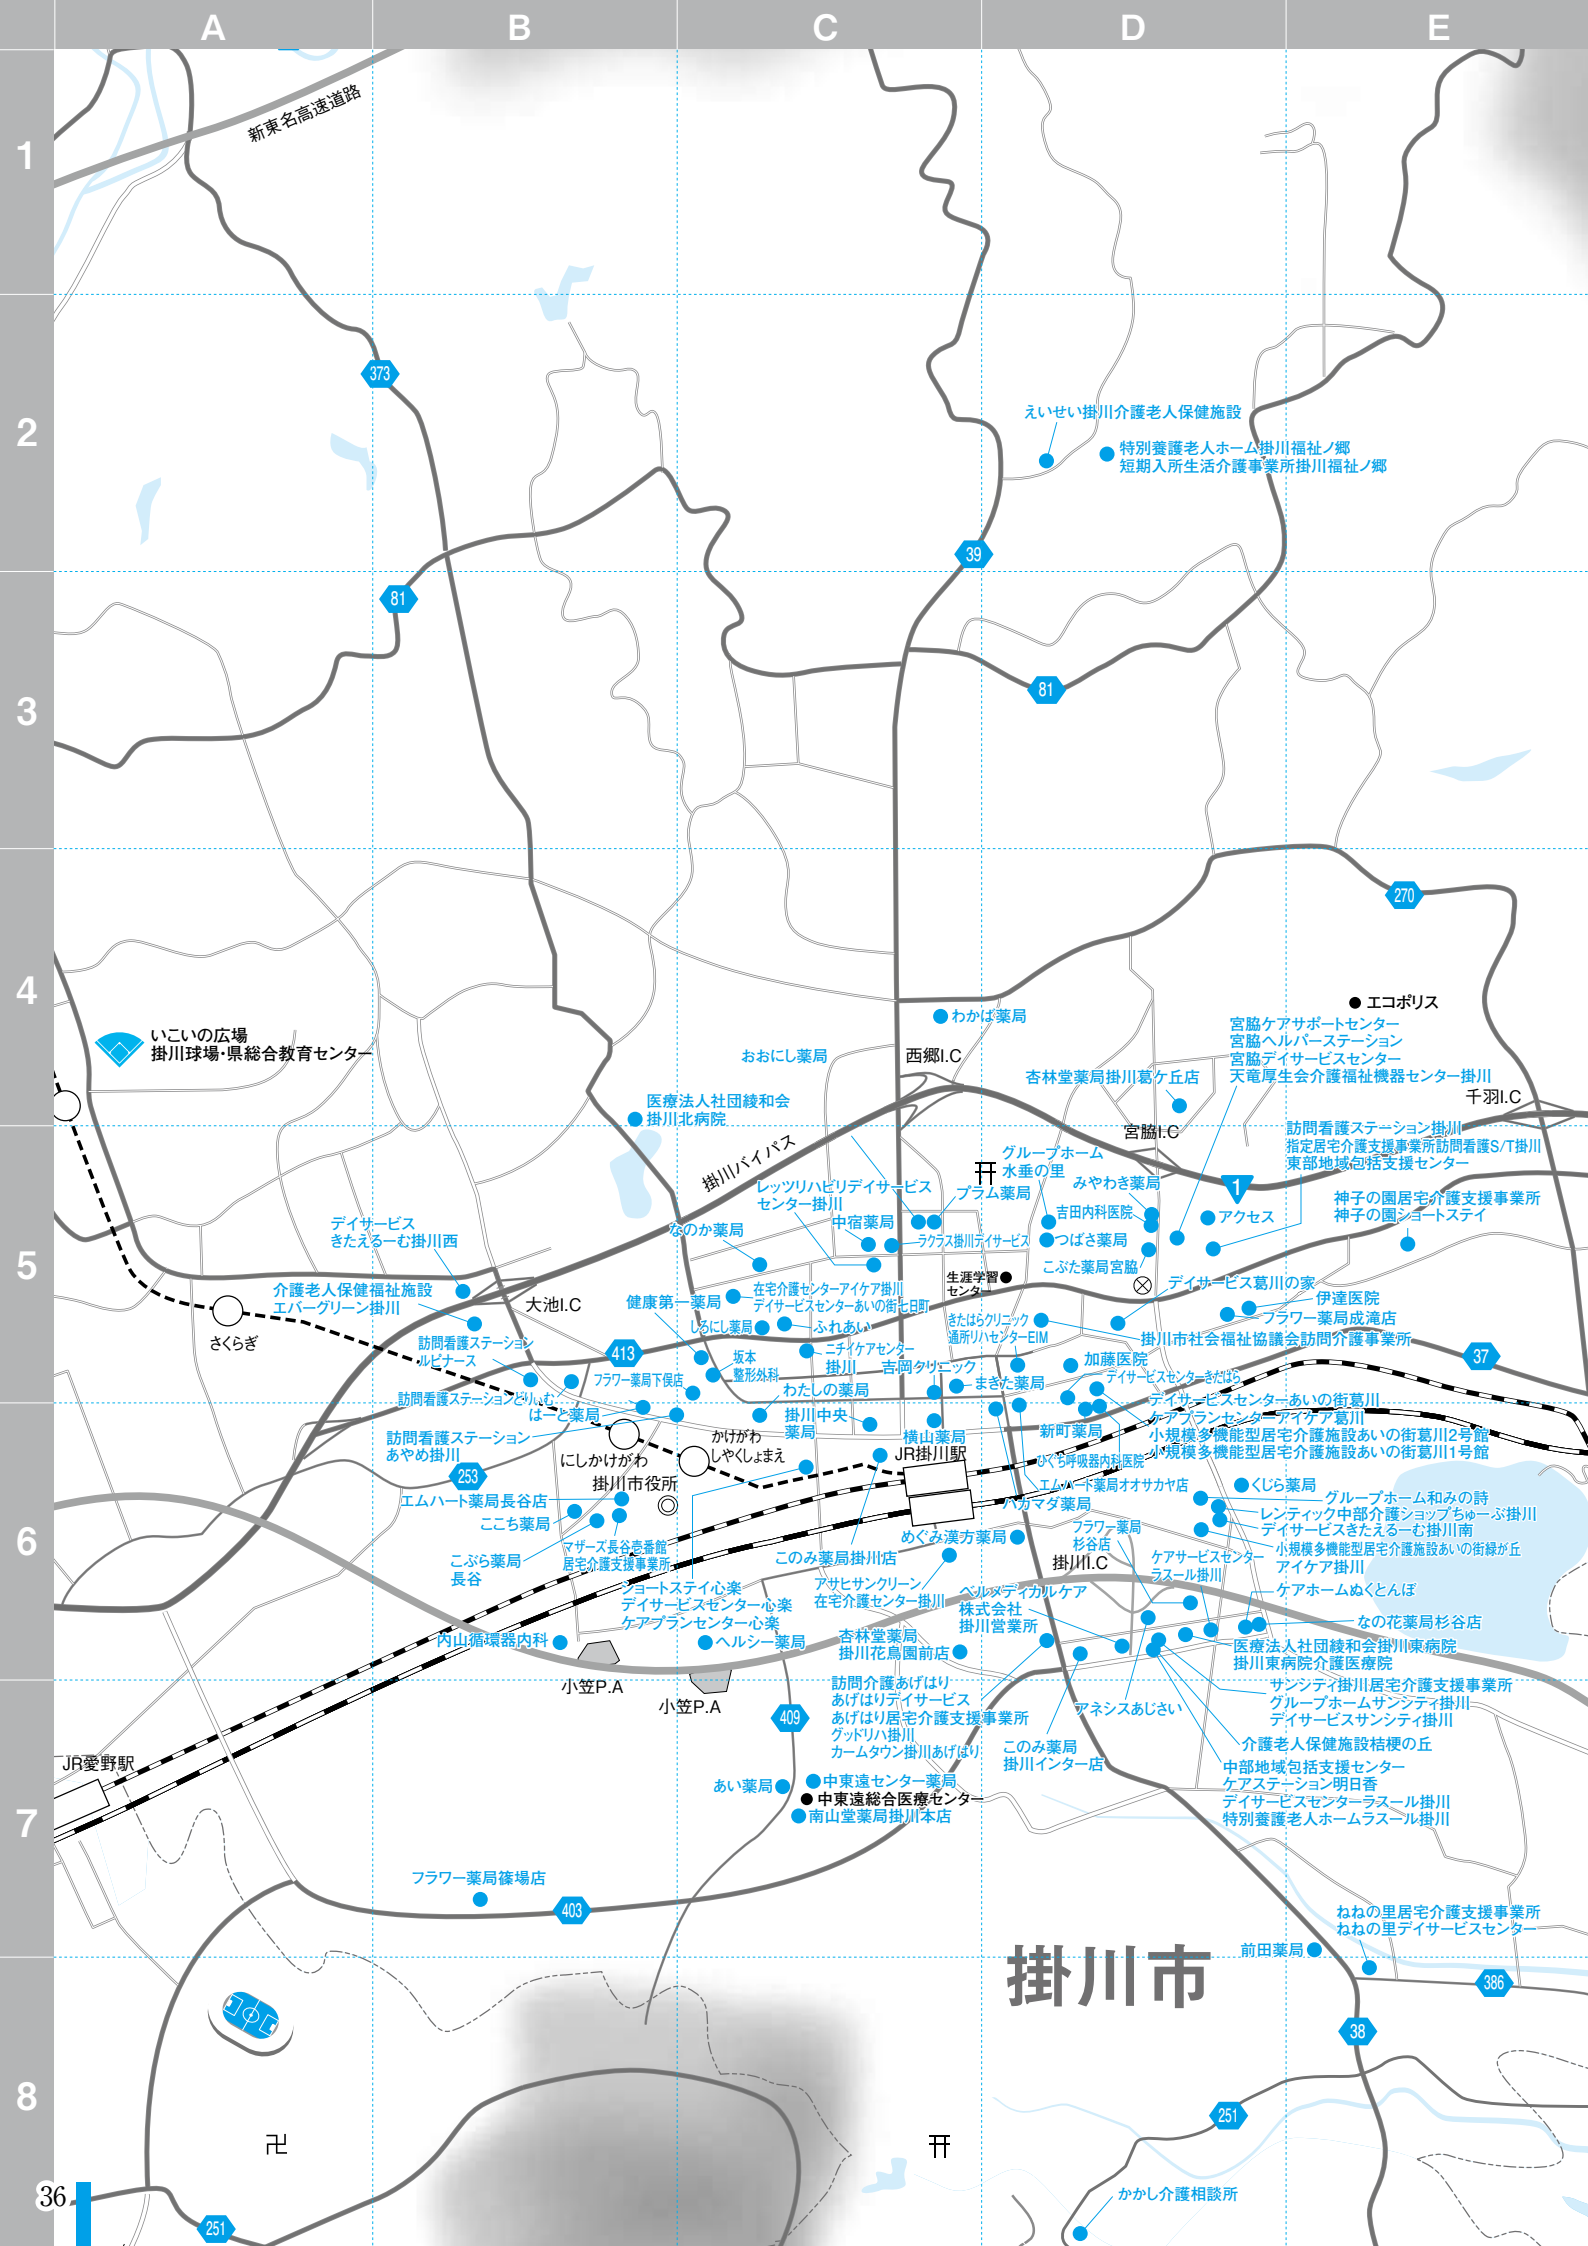 A
B
C
D
E
1
2
3
4
5
6
7
8
新東名高速道路
373
えいせい掛川介護老人保健施設
特別養護老人ホーム掛川福祉ノ郷
短期入所生活介護事業所掛川福祉ノ郷
39
81
81
270
エコポリス
わかば薬局
宮脇ケアサポートセンター
宮脇ヘルパーステーション
宮脇デイサービスセンター
天竜厚生会介護福祉機器センター掛川
いこいの広場
掛川球場・県総合教育センター
おおにし薬局
西郷I.C
杏林堂薬局掛川葛ケ丘店
千羽I.C
医療法人社団綾和会
掛川北病院
宮脇I.C
訪問看護ステーション掛川
指定居宅介護支援事業所訪問看護S/T掛川
東部地域包括支援センター
掛川バイパス
グループホーム
水垂の里
みやわき薬局
1
レッツリハビリデイサービス
センター掛川
プラム薬局
神子の園居宅介護支援事業所
神子の園ショートステイ
デイサービス
きたえるーむ掛川西
なのか薬局
中宿薬局
吉田内科医院
アクセス
ラクラス掛川デイサービス
つばさ薬局
こぶた薬局宮脇
生涯学習
センター
デイサービス葛川の家
介護老人保健福祉施設
エバーグリーン掛川
大池I.C
健康第一薬局
在宅介護センターアイケア掛川
デイサービスセンターあいの街七日町
伊達医院
フラワー薬局成滝店
さくらぎ
しろにし薬局
ふれあい
きたはらクリニック
通所リハセンターEIM
掛川市社会福祉協議会訪問介護事業所
訪問看護ステーション
ルピナース
413
坂本
整形外科
ニチイケアセンター
掛川
吉岡クリニック
加藤医院
37
フラワー薬局下俣店
まきた薬局
デイサービスセンターきたはら
訪問看護ステーションどりぃむ
はーと薬局
わたしの薬局
デイサービスセンターあいの街葛川
ケアプランセンターアイケア葛川
小規模多機能型居宅介護施設あいの街葛川2号館
小規模多機能型居宅介護施設あいの街葛川1号館
掛川中央
薬局
横山薬局
新町薬局
訪問看護ステーション
あやめ掛川
にしかけがわ
かけがわ
しやくしょまえ
JR掛川駅
ひぐち呼吸器内科医院
253
掛川市役所
エムハート薬局オオサカヤ店
くじら薬局
エムハート薬局長谷店
ハカマダ薬局
グループホーム和みの詩
レンティック中部介護ショップちゅーぶ掛川
ここち薬局
めぐみ漢方薬局
フラワー薬局
杉谷店
デイサービスきたえるーむ掛川南
小規模多機能型居宅介護施設あいの街緑が丘
アイケア掛川
こぶら薬局
長谷
マザーズ長谷壱番館
居宅介護支援事業所
このみ薬局掛川店
掛川I.C
ケアサービスセンター
ラスール掛川
ショートステイ心楽
デイサービスセンター心楽
ケアプランセンター心楽
アサヒサンクリーン
在宅介護センター掛川
ベルメディカルケア
株式会社
掛川営業所
ケアホームぬくとんぽ
なの花薬局杉谷店
内山循環器内科
ヘルシー薬局
杏林堂薬局
掛川花鳥園前店
医療法人社団綾和会掛川東病院
掛川東病院介護医療院
小笠P.A
小笠P.A
409
訪問介護あげはり
あげはりデイサービス
あげはり居宅介護支援事業所
グッドリハ掛川
カームタウン掛川あげはり
アネシスあじさい
サンシティ掛川居宅介護支援事業所
グループホームサンシティ掛川
デイサービスサンシティ掛川
このみ薬局
掛川インター店
介護老人保健施設桔梗の丘
JR愛野駅
中部地域包括支援センター
ケアステーション明日香
デイサービスセンターラスール掛川
特別養護老人ホームラスール掛川
あい薬局
中東遠センター薬局
中東遠総合医療センター
南山堂薬局掛川本店
フラワー薬局篠場店
403
ねねの里居宅介護支援事業所
ねねの里デイサービスセンター
前田薬局
掛川市
386
38
251
かかし介護相談所
36
251